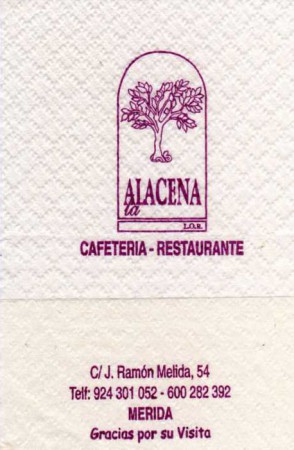 ALACENA
la
L.O.R.
CAFETERIA - RESTAURANTE
C/ J. Ramón Melida, 54
Telf: 924 301 052 - 600 282 392
MERIDA
Gracias por su Visita